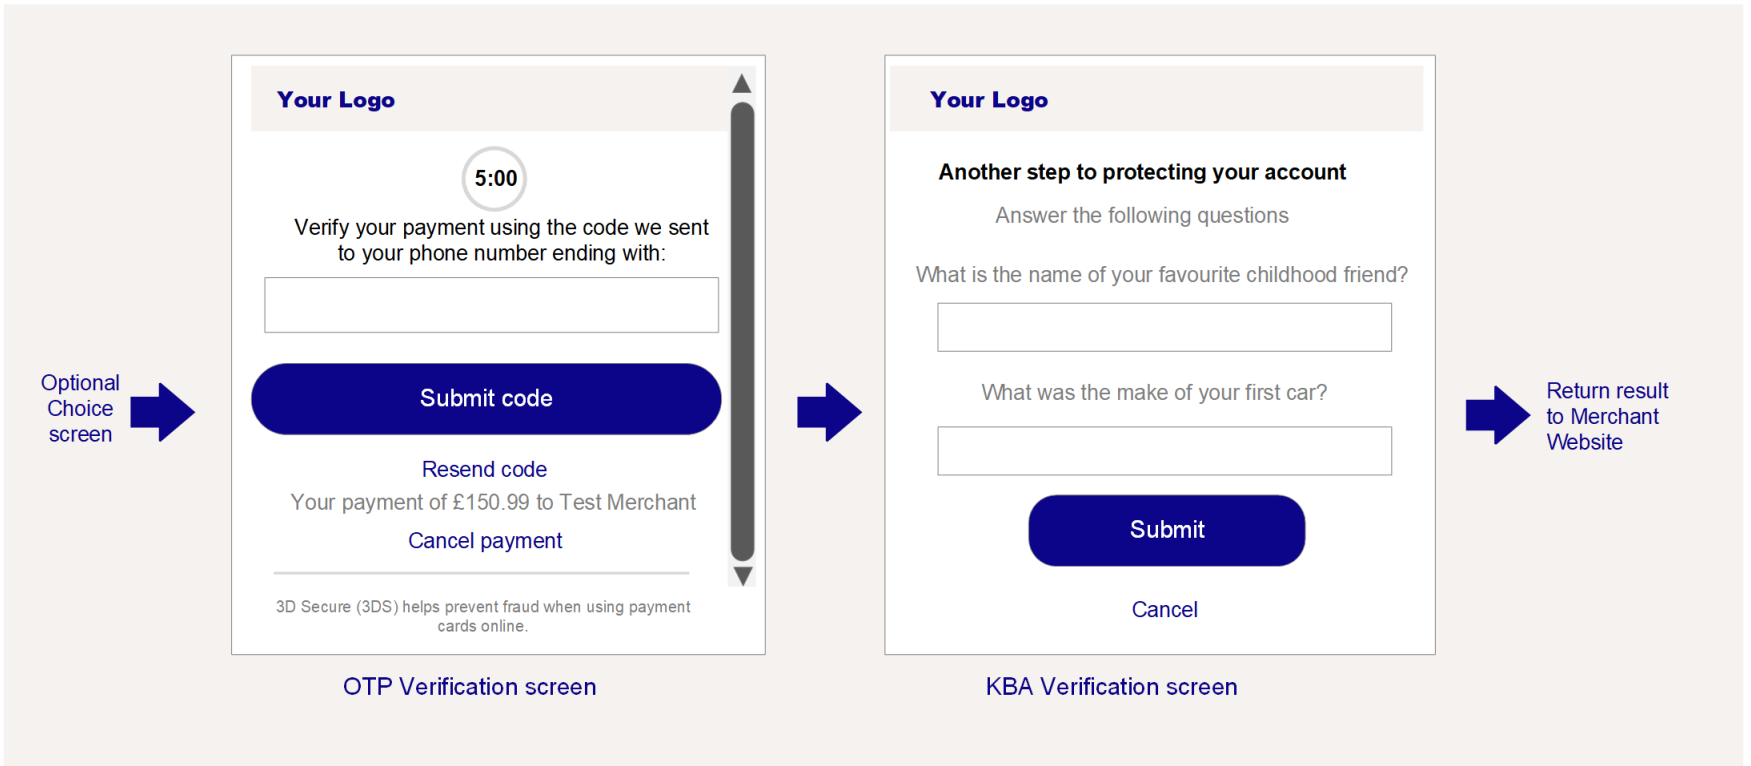 Optional
Choice
screen
Your Logo
5:00
Verify your payment using the code we sent
to your phone number ending with:
Submit code
Resend code
Your payment of £150.99 to Test Merchant
Cancel payment
3D Secure (3DS) helps prevent fraud when using payment
cards online.
OTP Verification screen
Your Logo
Another step to protecting your account
Answer the following questions
What is the name of your favourite childhood friend?
What was the make of your first car?
Submit
Cancel
KBA Verification screen
Return result
to Merchant
Website